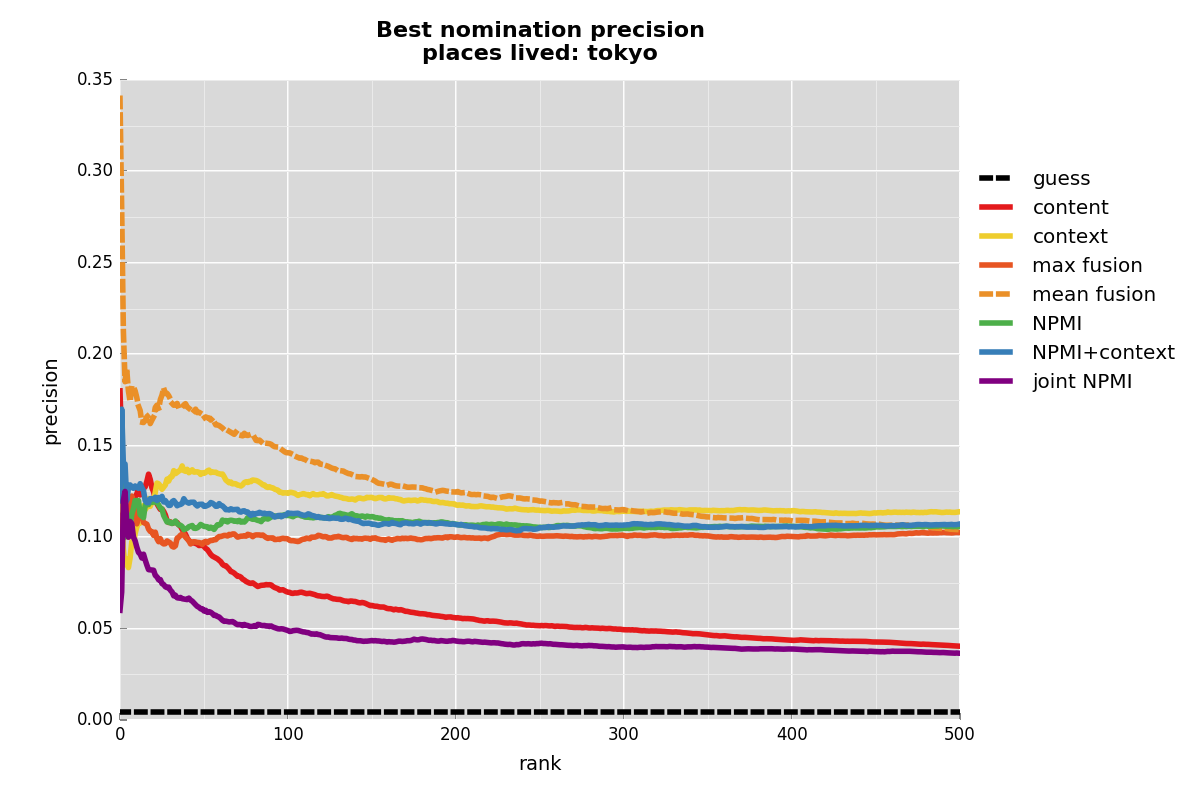 Best nomination precision
places lived: tokyo
0.35
0.30
0.25
0.20
0.15
0.10
0.05
0.00
precision
0
100
200
300
400
500
rank
guess
content
context
max fusion
mean fusion
NPMI
NPMI+context
joint NPMI